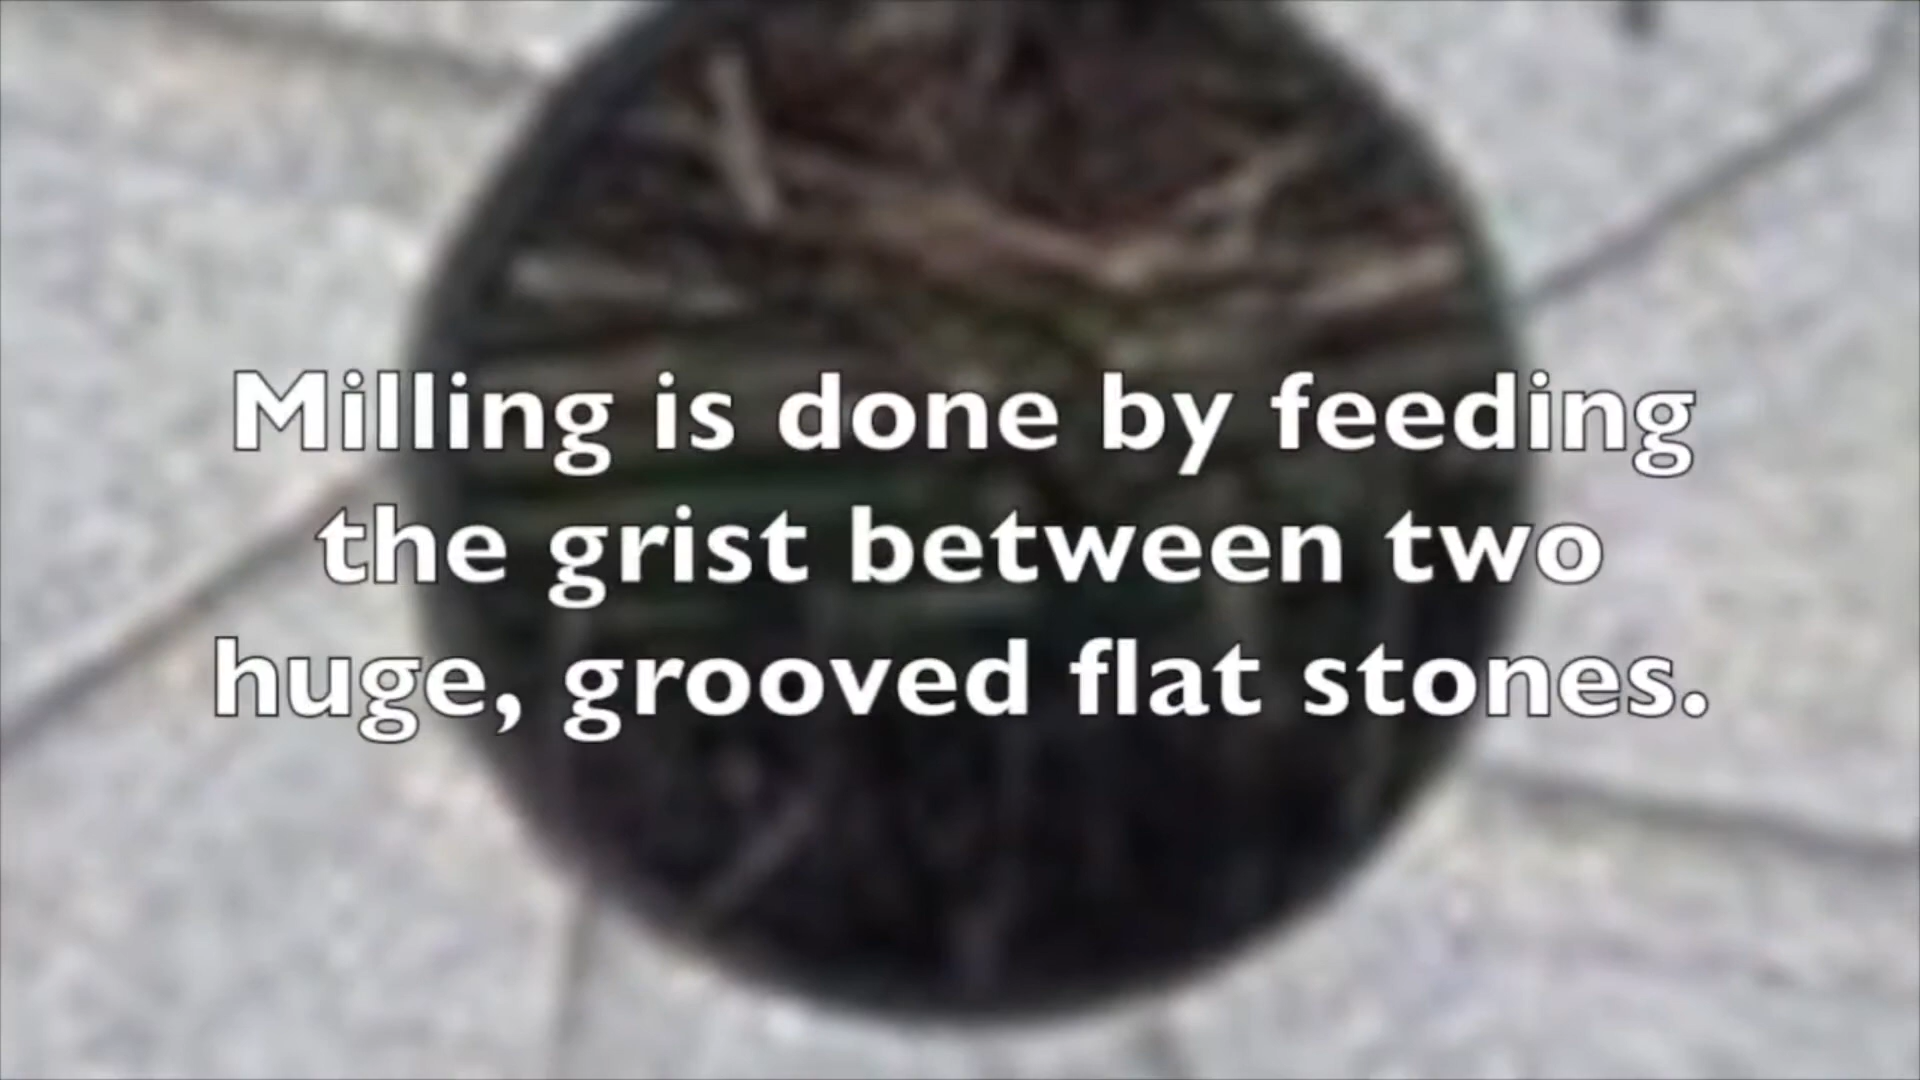 Milling is done by feeding
the grist between two
huge, grooved flat stones.